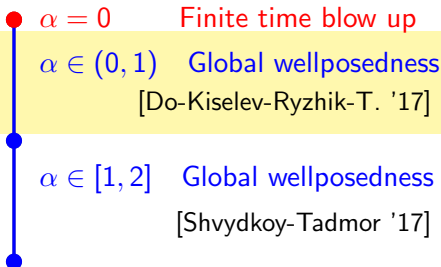 α = 0 Finite time blow up
α ∈ (0, 1) Global wellposedness
[Do-Kiselev-Ryzhik-T. '17]
α ∈ [1, 2] Global wellposedness
[Shvydkoy-Tadmor '17]